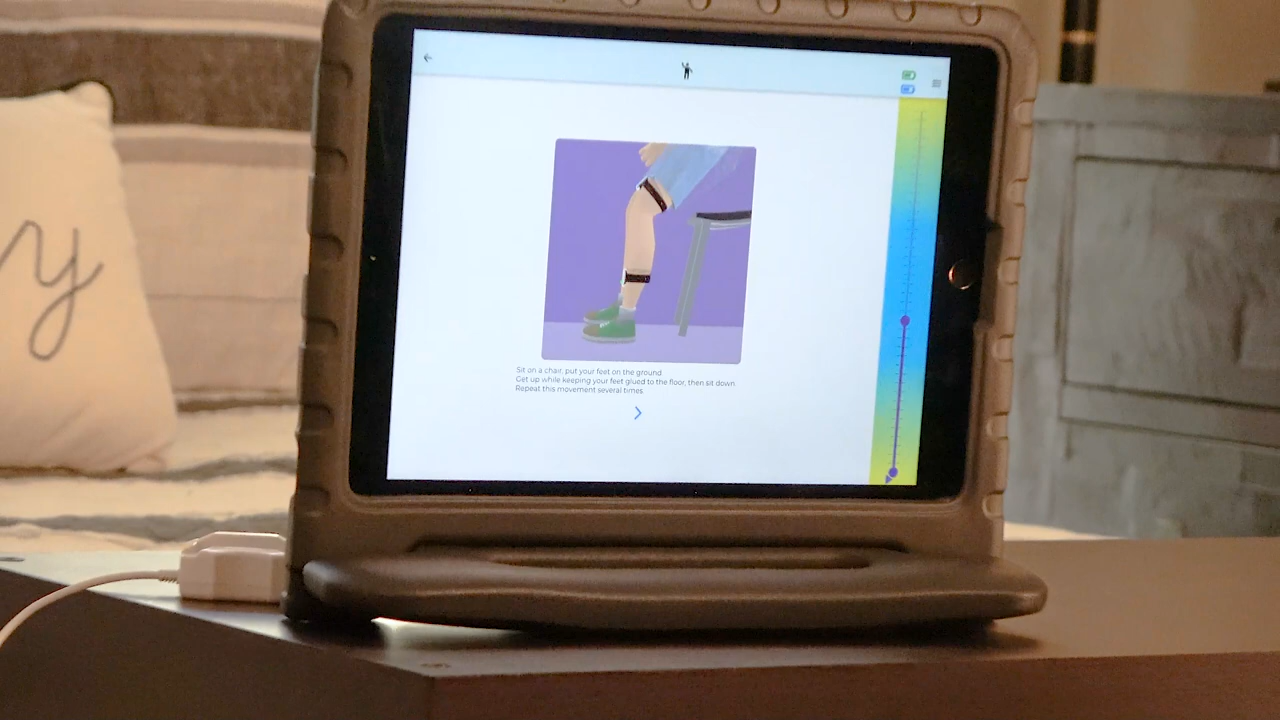 Sit on a chair, put your feet on the ground
Get up while keeping your feet glued to the floor, then sit down.
Repeat this movement several times.
y